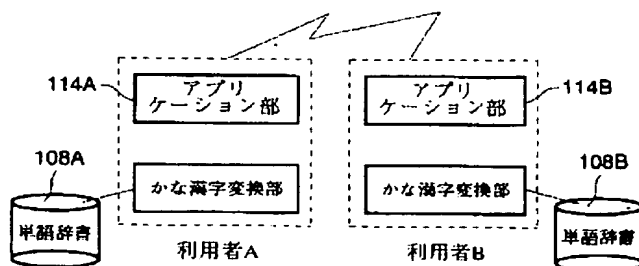 114A
アプリ
ケーション部
アプリ
ケーション部
114B
108A
かな漢字変換部
かな漢字変換部
108B
単語辞書
利用者A
利用者B
単語辞書